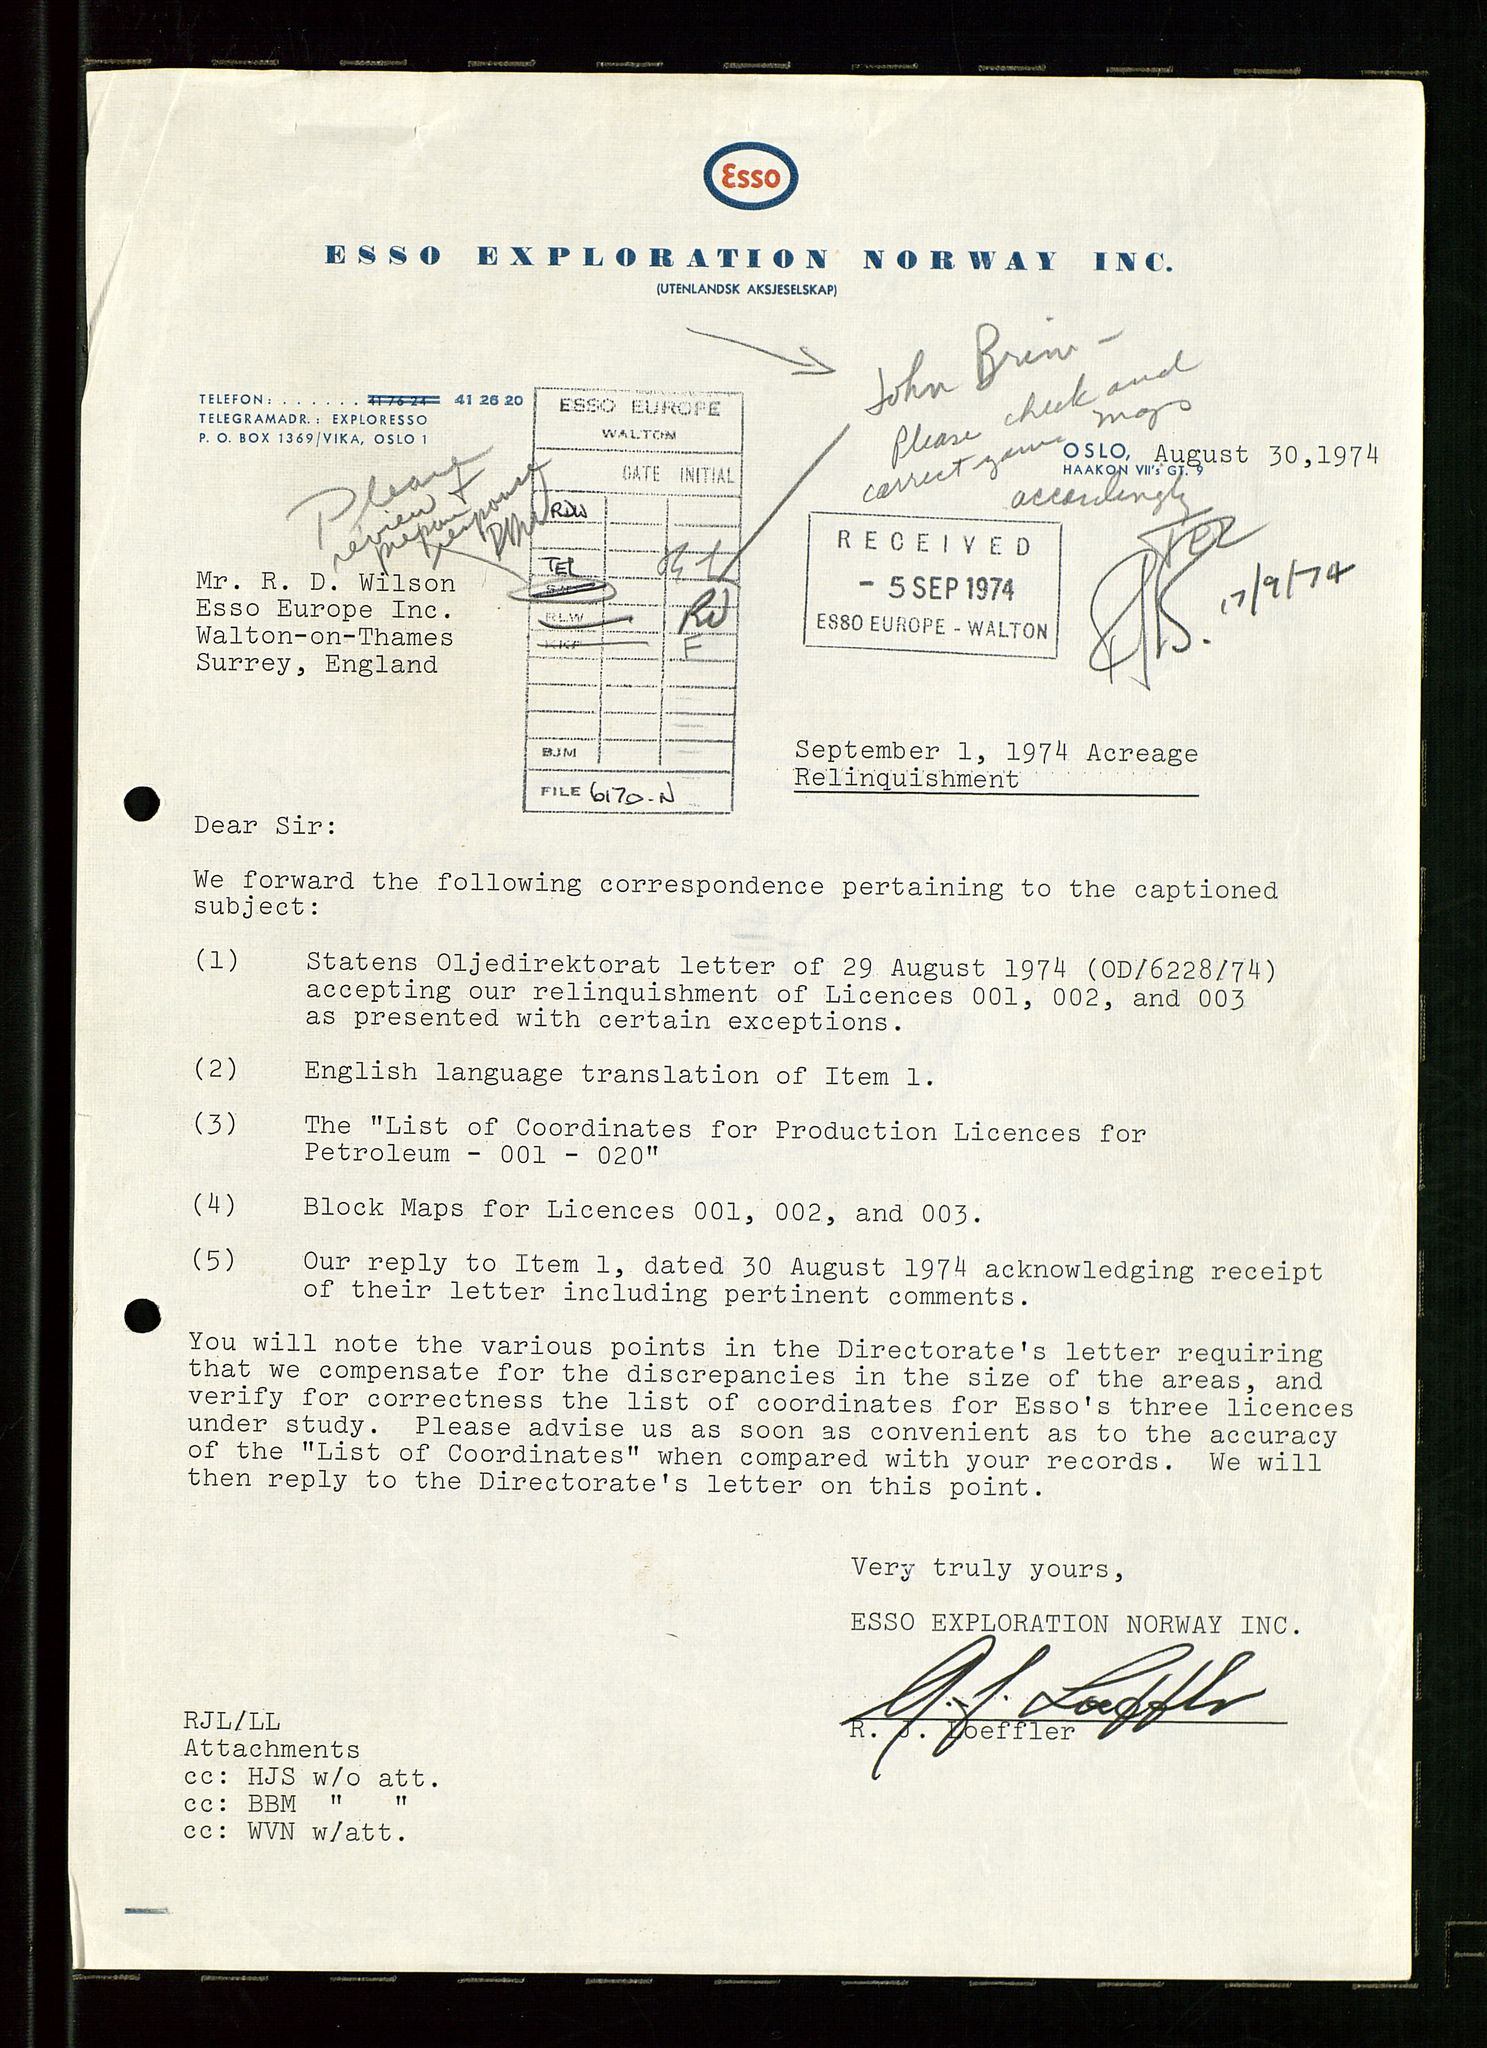 Esso
ESSO EXPLORATION NORWAY INC.
(UTENLANDSK AKSJESELSKAP)
TELEFON: . . . . . . 41 76 24 41 26 20
TELEGRAMADR.: EXPLORESSO
P. O. BOX 1369/VIKA, OSLO 1
John
Please check and
correct your maps
accordingly
TEL
17/9/74
Please
review &
prepare
response
RDW
OSLO, August 30, 1974
HAAKON VII's GT. 9
ESSO EUROPE
WALTON
DATE INITIAL
RDW
TEL
RLW
BJM
FILE 6170-N
RECEIVED
- 5 SEP 1974
ESSO EUROPE - WALTON
Mr. R. D. Wilson
Esso Europe Inc.
Walton-on-Thames
Surrey, England
September 1, 1974 Acreage
Relinquishment
Dear Sir:
We forward the following correspondence pertaining to the captioned
subject:
(1) Statens Oljedirektorat letter of 29 August 1974 (OD/6228/74)
accepting our relinquishment of Licences 001, 002, and 003
as presented with certain exceptions.
(2) English language translation of Item 1.
(3) The "List of Coordinates for Production Licences for
Petroleum - 001 - 020"
(4) Block Maps for Licences 001, 002, and 003.
(5) Our reply to Item 1, dated 30 August 1974 acknowledging receipt
of their letter including pertinent comments.
You will note the various points in the Directorate's letter requiring
that we compensate for the discrepancies in the size of the areas, and
verify for correctness the list of coordinates for Esso's three licences
under study. Please advise us as soon as convenient as to the accuracy
of the "List of Coordinates" when compared with your records. We will
then reply to the Directorate's letter on this point.
Very truly yours,
ESSO EXPLORATION NORWAY INC.
R. J. Loeffler
R. J. Loeffler
RJL/LL
Attachments
cc: HJS w/o att.
cc: BBM " "
cc: WVN w/att.